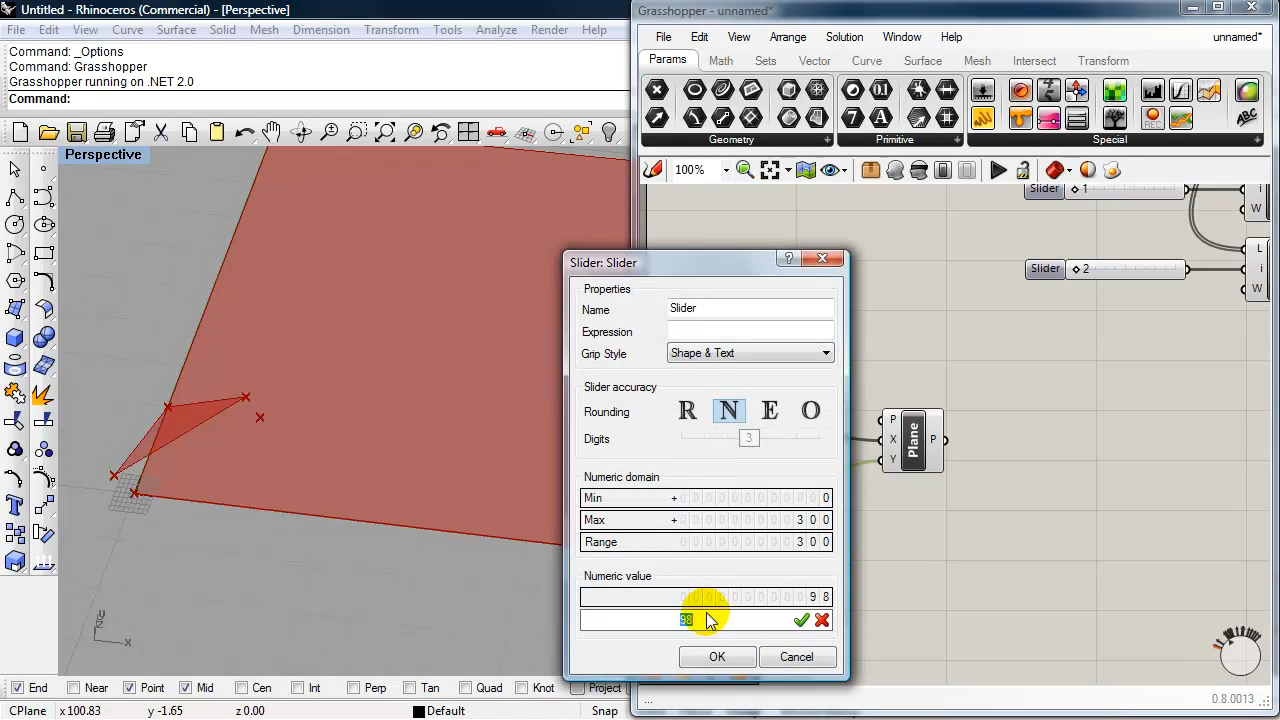 Untitled - Rhinoceros (Commercial) - [Perspective]
File Edit View Curve Surface Solid Mesh Dimension Transform Tools Analyze Render Help
Command: _Options
Command: Grasshopper
Grasshopper running on .NET 2.0
Command:
Perspective
Grasshopper - unnamed*
File Edit View Arrange Solution Window Help
unnamed*
Params Math Sets Vector Curve Surface Mesh Intersect Transform
Geometry
Primitive
Special
100%
Slider 1
i
W
L
Slider 2
i
W
P
X
Y
Plane
P
Slider: Slider
Properties
Name Slider
Expression
Grip Style Shape & Text
Slider accuracy
Rounding R N E O
Digits 3
Numeric domain
Min + 0
Max + 300
Range 300
Numeric value
98
98
OK Cancel
x
End Near Point Mid Cen Int Perp Tan Quad Knot Project
CPlane x 100.83 y -1.65 z 0.00 Default Snap
...
0.8.0013